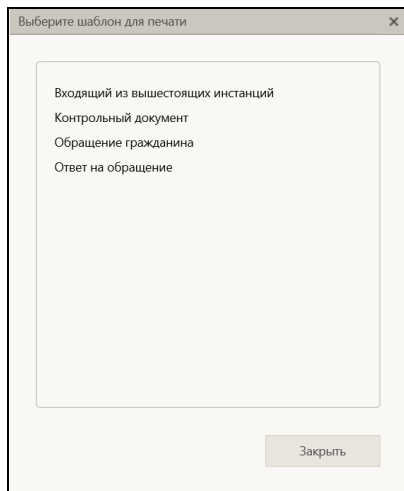 Выберите шаблон для печати
Входящий из вышестоящих инстанций
Контрольный документ
Обращение гражданина
Ответ на обращение
Закрыть